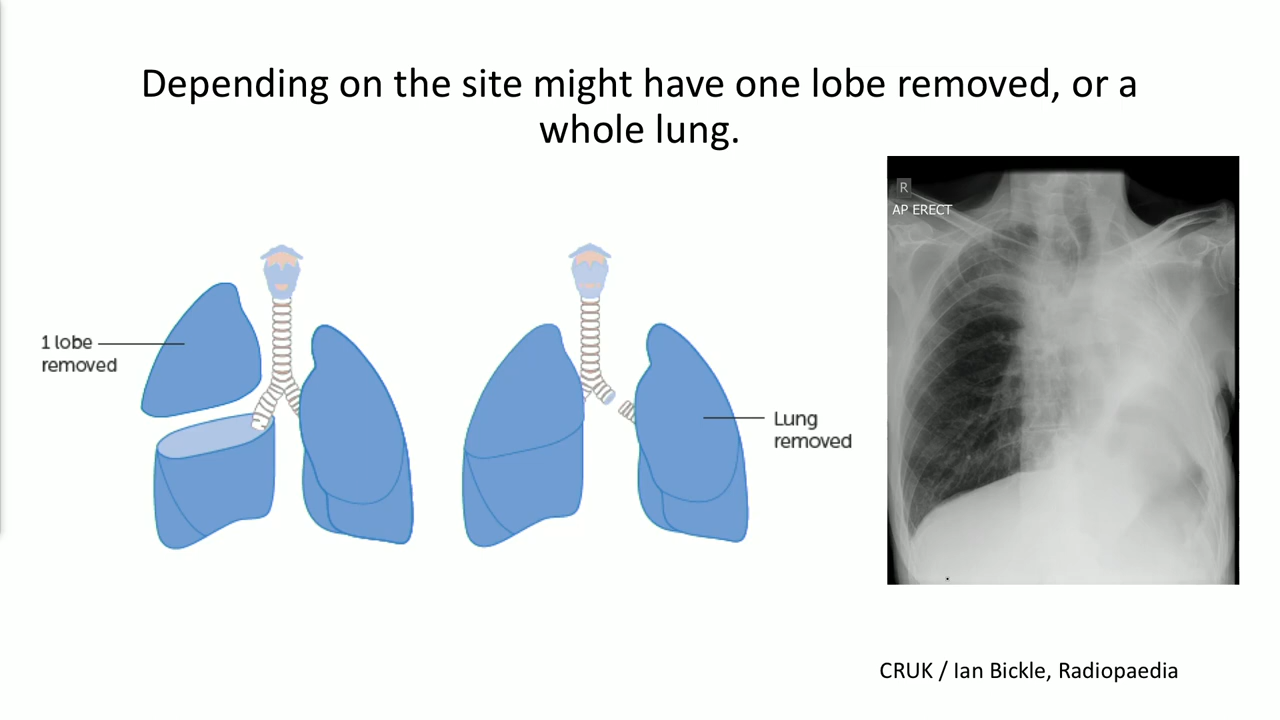 Depending on the site might have one lobe removed, or a
whole lung.
1 lobe
removed
Lung
removed
R
AP ERECT
CRUK / Ian Bickle, Radiopaedia